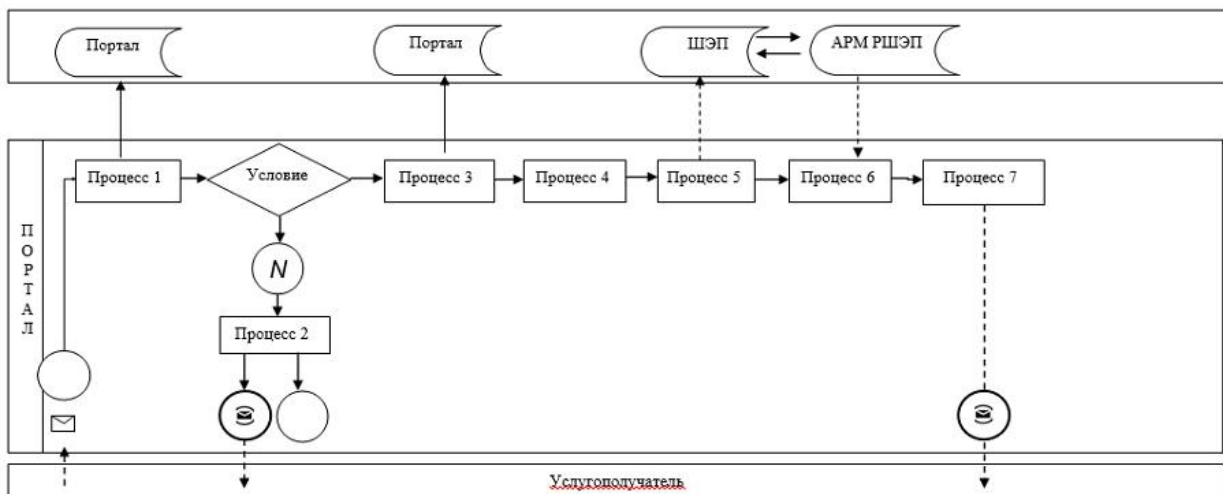 Портал
Портал
ШЭП
АРМ РШЭП
ПОРТАЛ
Процесс 1
Условие
Процесс 3
Процесс 4
Процесс 5
Процесс 6
Процесс 7
N
Процесс 2
Услугополучатель